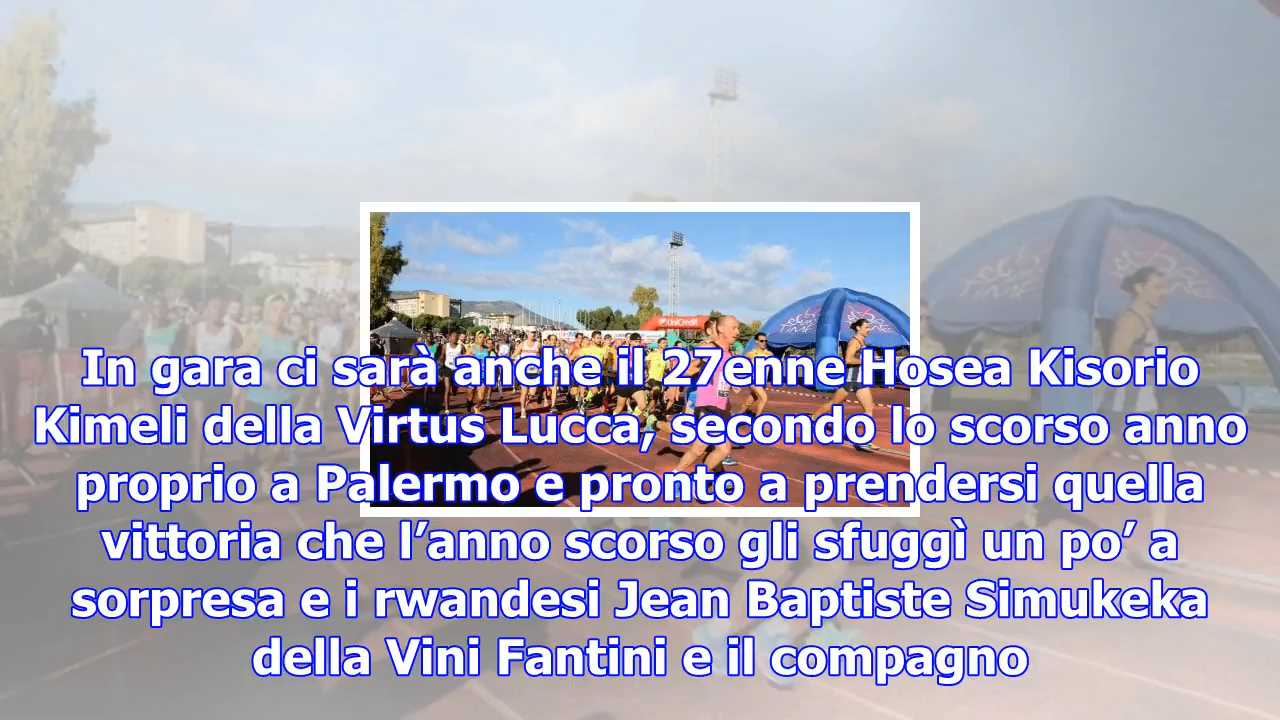 UniCredit
In gara ci sarà anche il 27enne Hosea Kisorio
Kimeli della Virtus Lucca, secondo lo scorso anno
proprio a Palermo e pronto a prendersi quella
vittoria che l’anno scorso gli sfuggì un po’ a
sorpresa e i rwandesi Jean Baptiste Simukeka
della Vini Fantini e il compagno